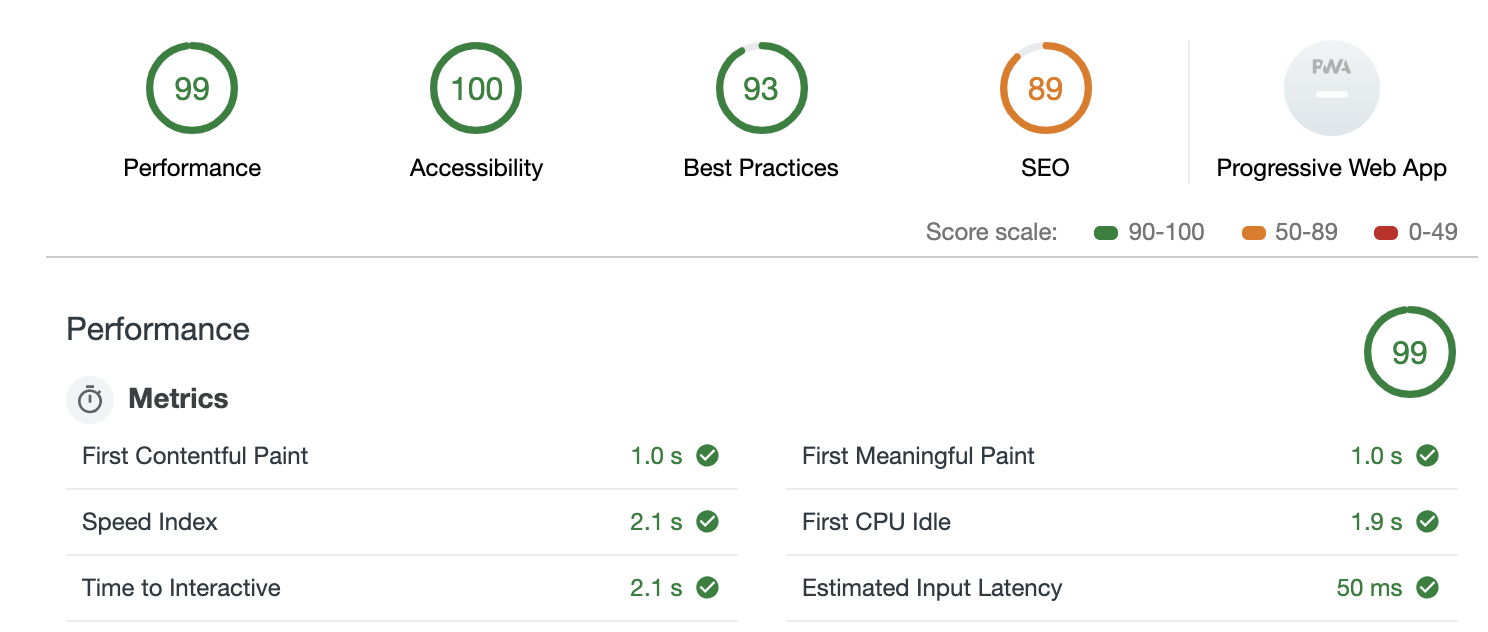 99 100 93 89 PWA
Performance Accessibility Best Practices SEO Progressive Web App
Score scale: 90-100 50-89 0-49
Performance 99
Metrics
First Contentful Paint 1.0 s First Meaningful Paint 1.0 s
Speed Index 2.1 s First CPU Idle 1.9 s
Time to Interactive 2.1 s Estimated Input Latency 50 ms